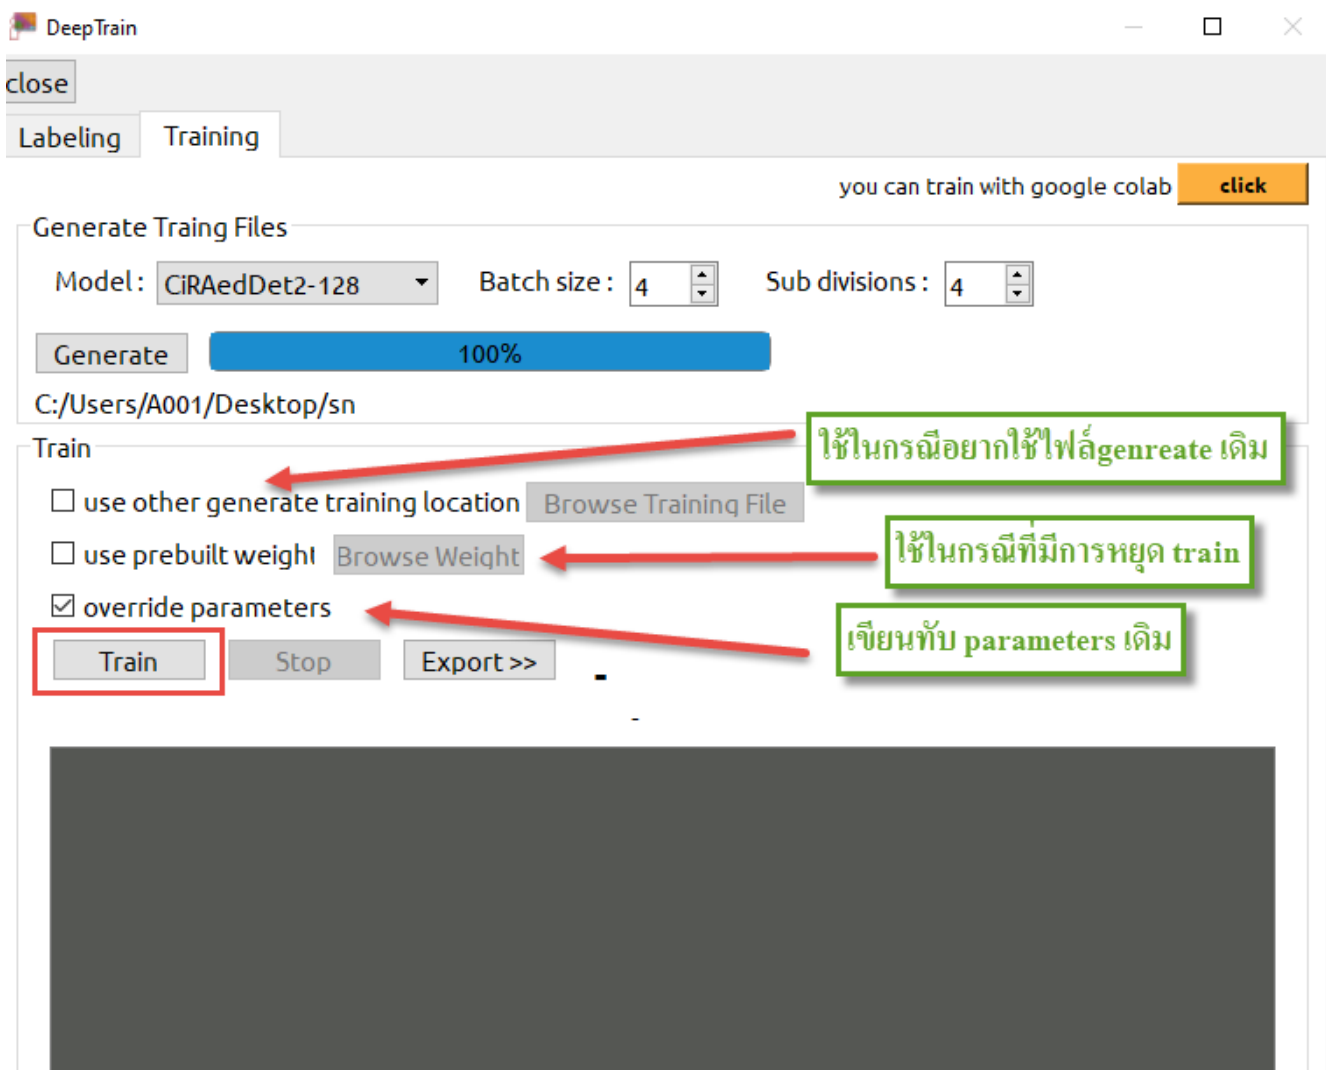 DeepTrain
close
Labeling Training
you can train with google colab click
Generate Traing Files
Model : CiRAedDet2-128 Batch size : 4 Sub divisions : 4
Generate 100%
C:/Users/A001/Desktop/sn
ใช้ในกรณีอยากใช้ไฟล์genreate เดิม
Train
use other generate training location Browse Training File
ใช้ในกรณีที่มีการหยุด train
use prebuilt weight Browse Weight
override parameters
เขียนทับ parameters เดิม
Train Stop Export >> -
-